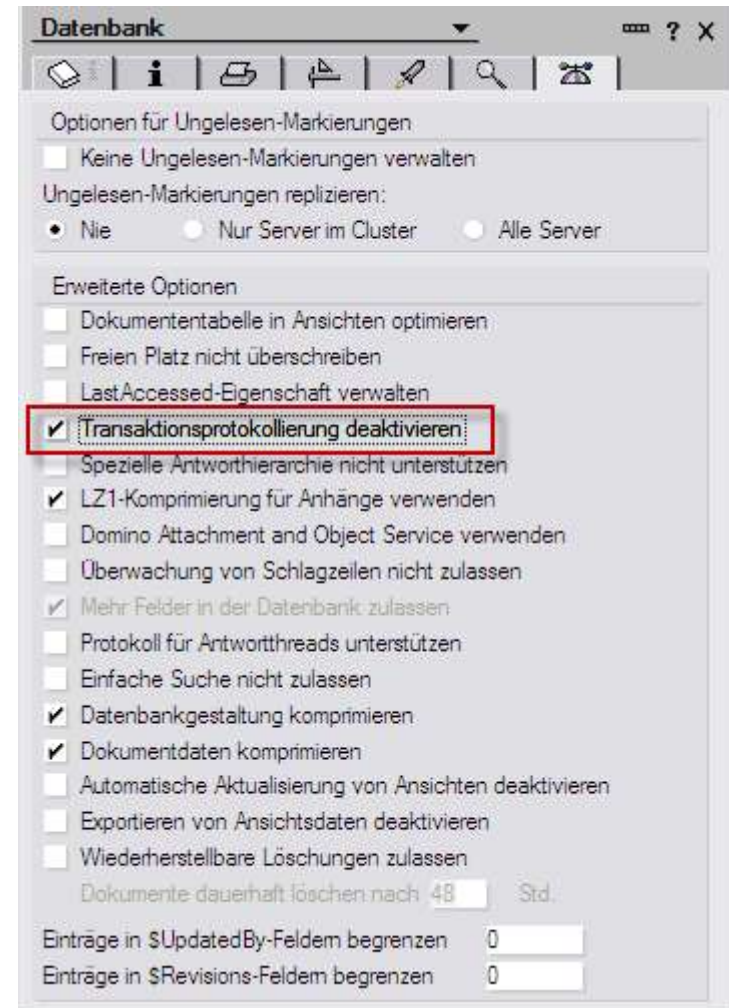 Datenbank ? X
i i
Optionen für Ungelesen-Markierungen
Keine Ungelesen-Markierungen verwalten
Ungelesen-Markierungen replizieren:
Nie Nur Server im Cluster Alle Server
Erweiterte Optionen
Dokumententabelle in Ansichten optimieren
Freien Platz nicht überschreiben
LastAccessed-Eigenschaft verwalten
Transaktionsprotokollierung deaktivieren
Spezielle Antworthierarchie nicht unterstützen
LZ1-Komprimierung für Anhänge verwenden
Domino Attachment and Object Service verwenden
Überwachung von Schlagzeilen nicht zulassen
Mehr Felder in der Datenbank zulassen
Protokoll für Antwortthreads unterstützen
Einfache Suche nicht zulassen
Datenbankgestaltung komprimieren
Dokumentdaten komprimieren
Automatische Aktualisierung von Ansichten deaktivieren
Exportieren von Ansichtsdaten deaktivieren
Wiederherstellbare Löschungen zulassen
Dokumente dauerhaft löschen nach 48 Std.
Einträge in $UpdatedBy-Feldern begrenzen 0
Einträge in $Revisions-Feldern begrenzen 0